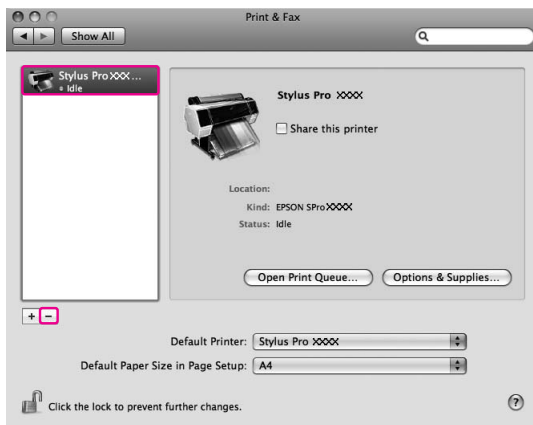 Print & Fax
Show All
Stylus Pro XXX ...
Idle
Stylus Pro XXXX
Share this printer
Location:
Kind: EPSON SPro XXXX
Status: Idle
Open Print Queue...
Options & Supplies...
+ −
Default Printer: Stylus Pro XXXX
Default Paper Size in Page Setup: A4
Click the lock to prevent further changes.
?